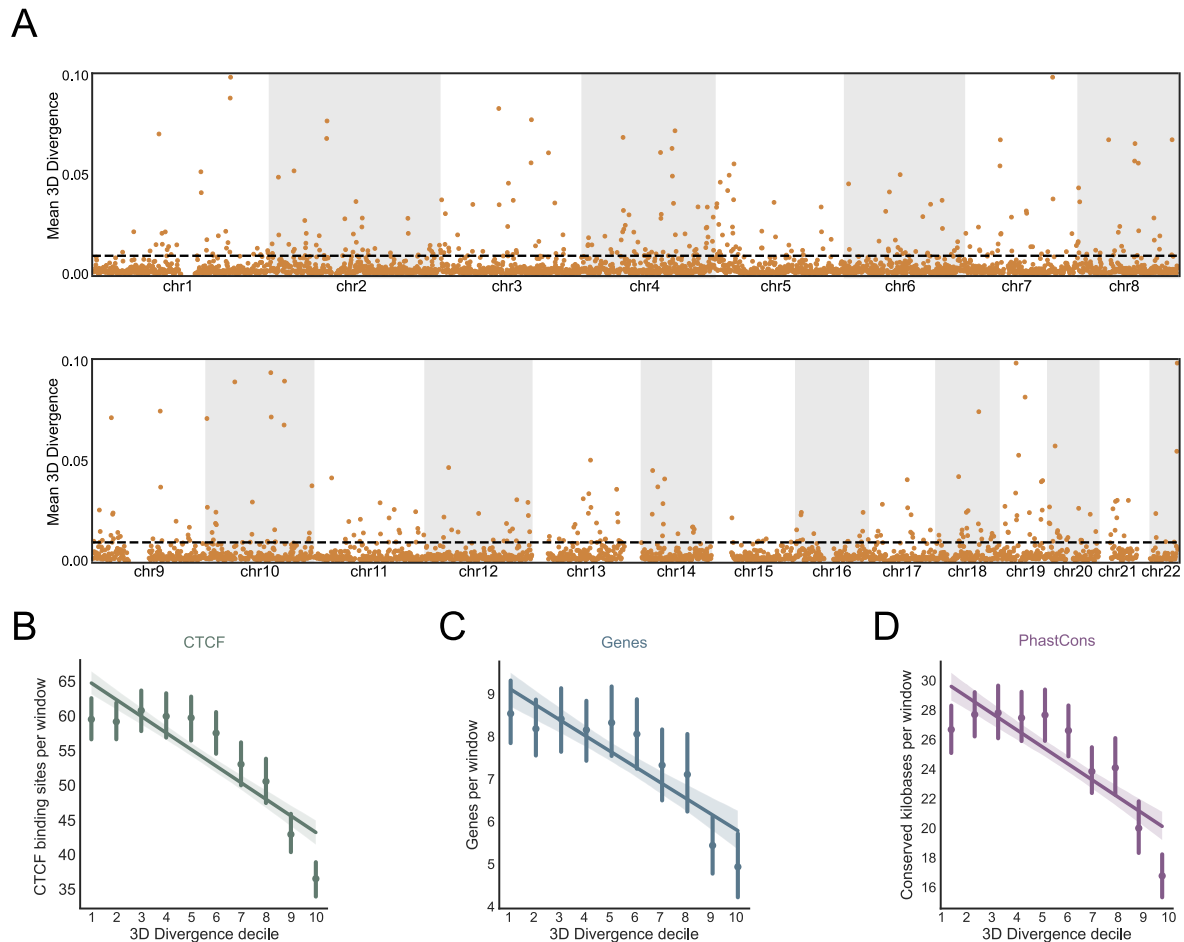 A
Mean 3D Divergence
0.10
0.05
0.00
chr1 chr2 chr3 chr4 chr5 chr6 chr7 chr8
Mean 3D Divergence
0.10
0.05
0.00
chr9 chr10 chr11 chr12 chr13 chr14 chr15 chr16 chr17 chr18 chr19 chr20 chr21 chr22
B
CTCF
CTCF binding sites per window
65
60
55
50
45
40
35
1 2 3 4 5 6 7 8 9 10
3D Divergence decile
C
Genes
Genes per window
9
8
7
6
5
4
1 2 3 4 5 6 7 8 9 10
3D Divergence decile
D
PhastCons
Conserved kilobases per window
30
28
26
24
22
20
18
16
1 2 3 4 5 6 7 8 9 10
3D Divergence decile